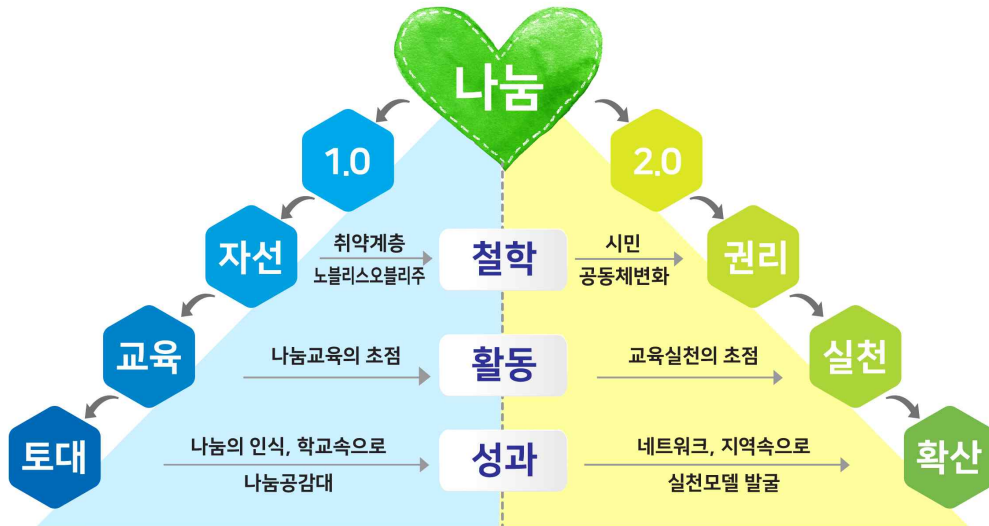 나눔
1.0
2.0
자선
취약계층
노블리스오블리주
철학
시민
공동체변화
권리
교육
나눔교육의 초점
활동
교육실천의 초점
실천
토대
나눔의 인식, 학교속으로
나눔공감대
성과
네트워크, 지역속으로
실천모델 발굴
확산